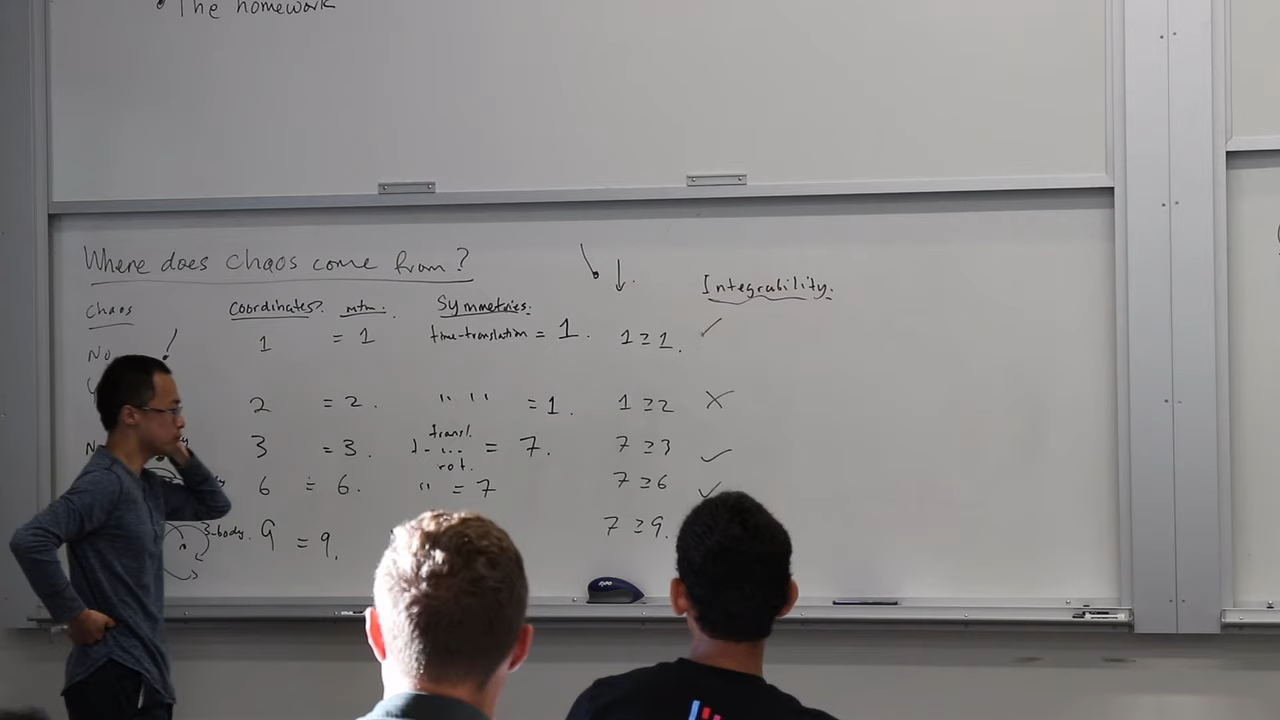 • The homework
Where does chaos come from?
Chaos Coordinates? mtm. Symmetries. Integrability.
No 1 = 1 time-translation = 1. 1 ≥ 1. ✓
2 = 2. " " = 1. 1 ≥ 2 ✗
transl.
3 = 3. = 7. 7 ≥ 3 ✓
rot.
6 = 6. " = 7 7 ≥ 6 ✓
3-body. 9 = 9. 7 ≥ 9.